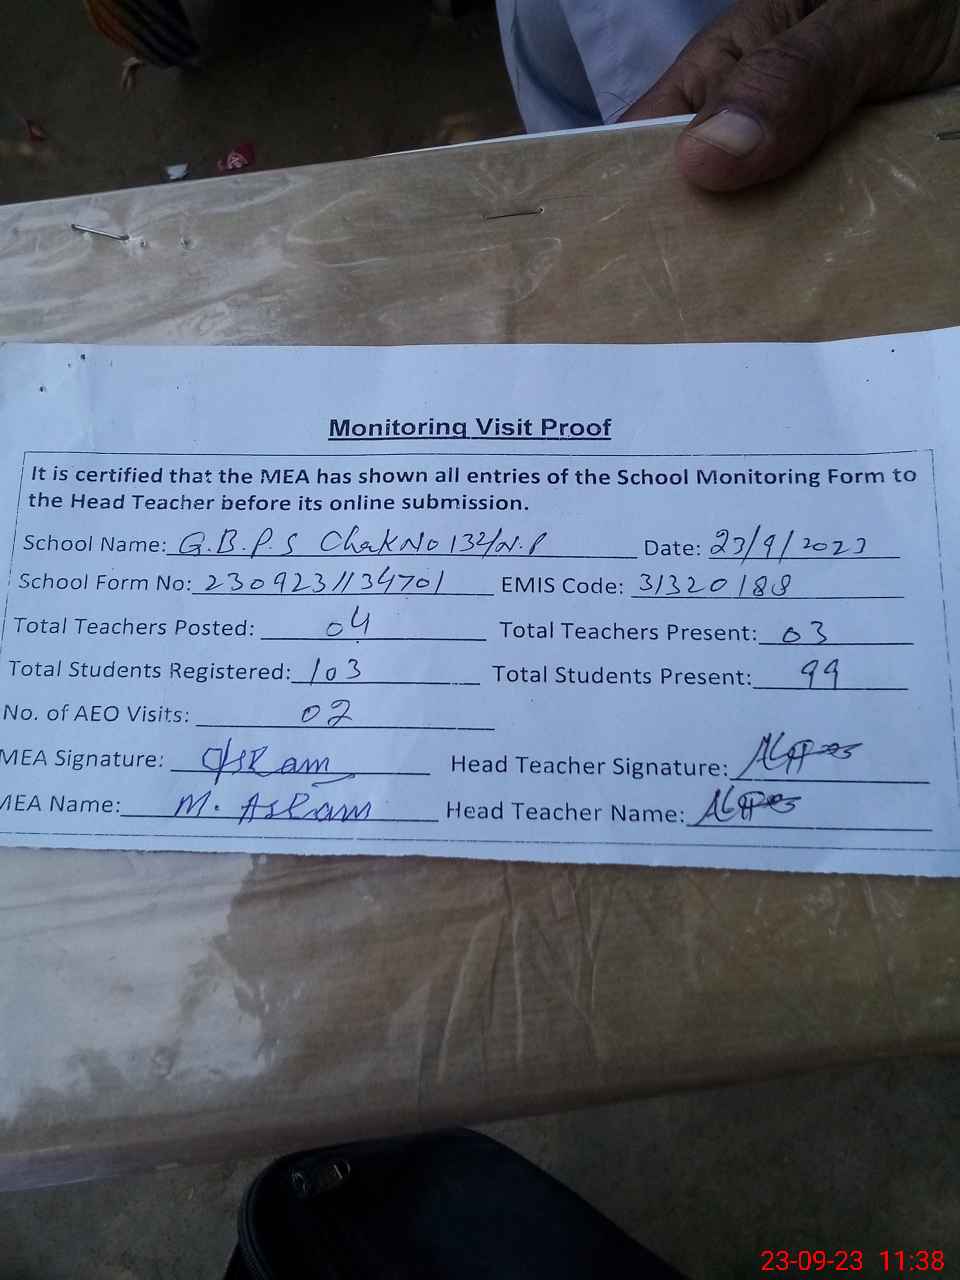 Monitoring Visit Proof
It is certified that the MEA has shown all entries of the School Monitoring Form to
the Head Teacher before its online submission.
School Name: G.B.P.S Chak No 132/N.P Date: 23/9/2023
School Form No: 230923113470/ EMIS Code: 31320188
Total Teachers Posted: 04 Total Teachers Present: 03
Total Students Registered: 103 Total Students Present: 99
No. of AEO Visits: 02
MEA Signature: Head Teacher Signature:
MEA Name: M. Aslam Head Teacher Name:
23-09-23 11:38